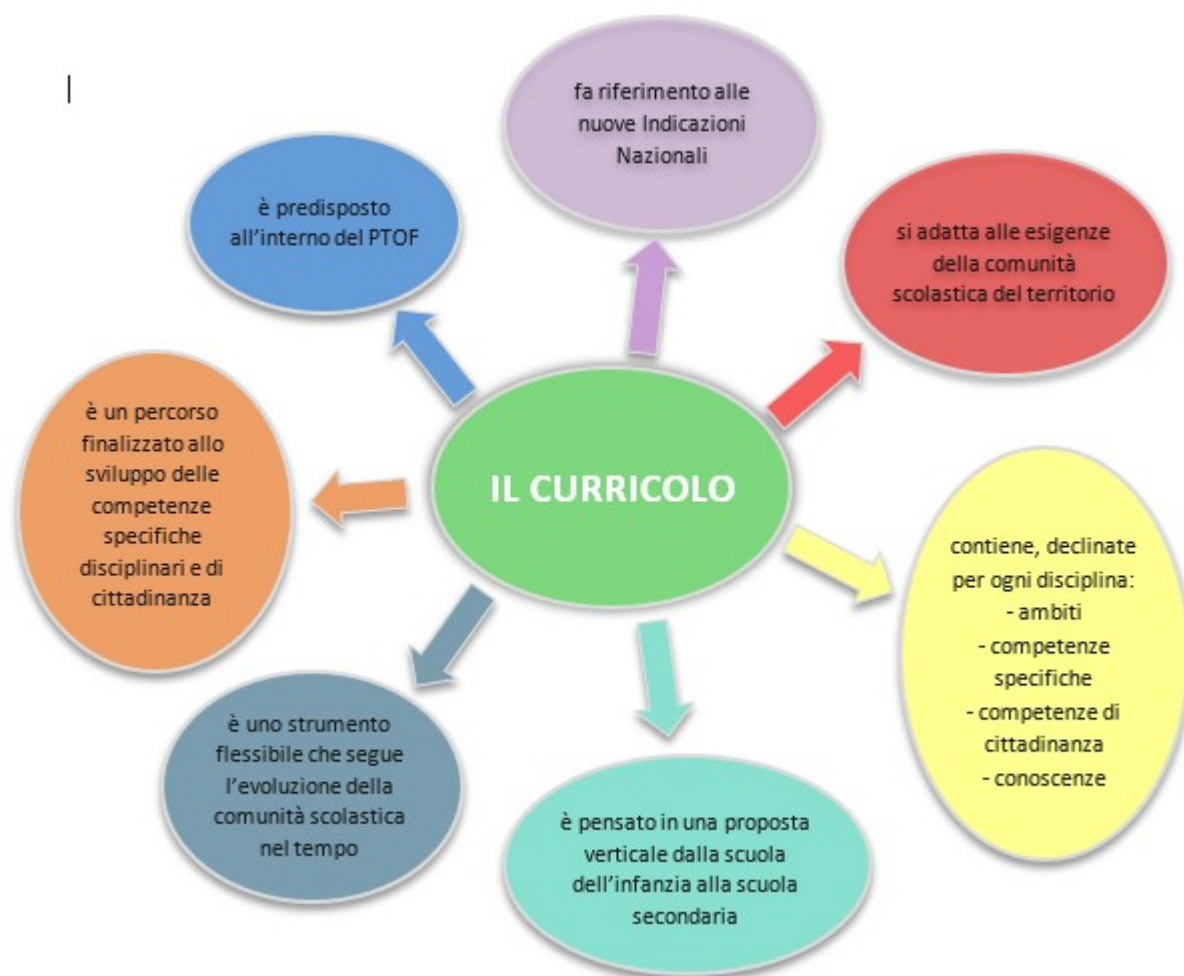 fa riferimento alle
nuove Indicazioni
Nazionali
è predisposto
all'interno del PTOF
si adatta alle esigenze
della comunità
scolastica del territorio
è un percorso
finalizzato allo
sviluppo delle
competenze
specifiche
disciplinari e di
cittadinanza
IL CURRICOLO
contiene, declinate
per ogni disciplina:
- ambiti
- competenze
specifiche
- competenze di
cittadinanza
- conoscenze
è uno strumento
flessibile che segue
l'evoluzione della
comunità scolastica
nel tempo
è pensato in una proposta
verticale dalla scuola
dell'infanzia alla scuola
secondaria